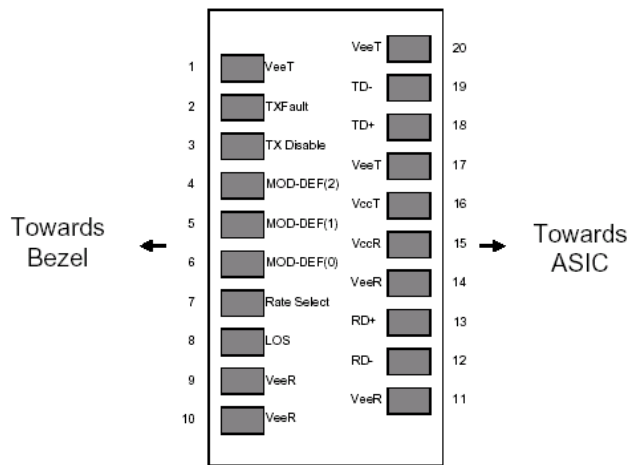 VeeT 20
1 VeeT
TD- 19
2 TXFault
TD+ 18
3 TX Disable
VeeT 17
4 MOD-DEF(2)
VccT 16
5 MOD-DEF(1)
VccR 15
6 MOD-DEF(0)
VeeR 14
7 Rate Select
RD+ 13
8 LOS
RD- 12
9 VeeR
VeeR 11
10 VeeR
Towards
Bezel
Towards
ASIC